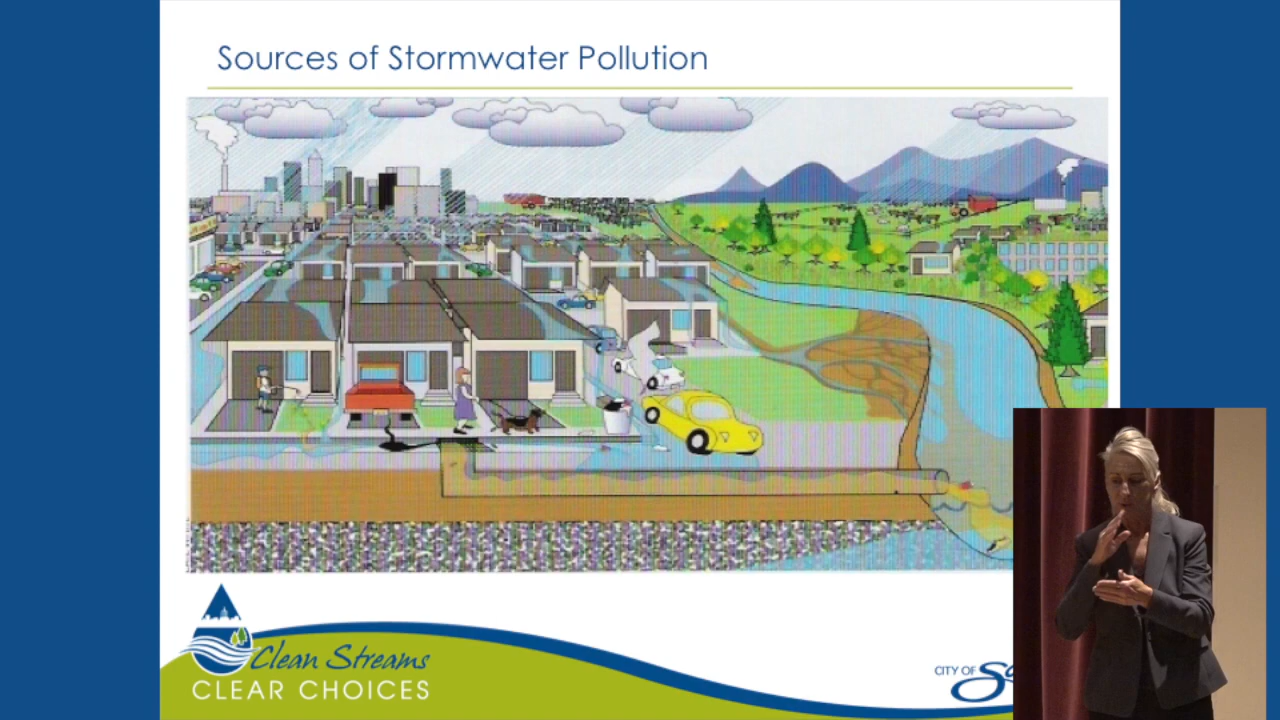 Sources of Stormwater Pollution
Clean Streams
CLEAR CHOICES
CITY OF